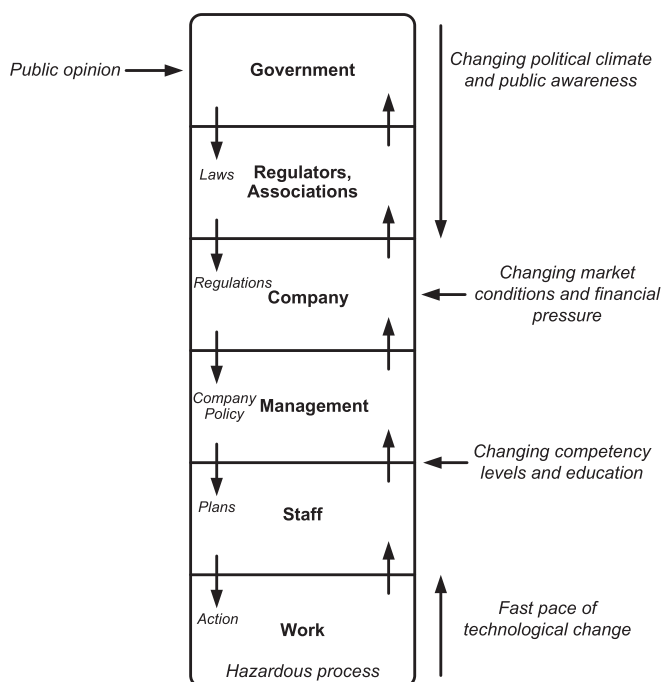 Public opinion
Government
Changing political climate
and public awareness
Laws
Regulators,
Associations
Regulations
Company
Changing market
conditions and financial
pressure
Company
Policy
Management
Changing competency
levels and education
Plans
Staff
Action
Work
Fast pace of
technological change
Hazardous process